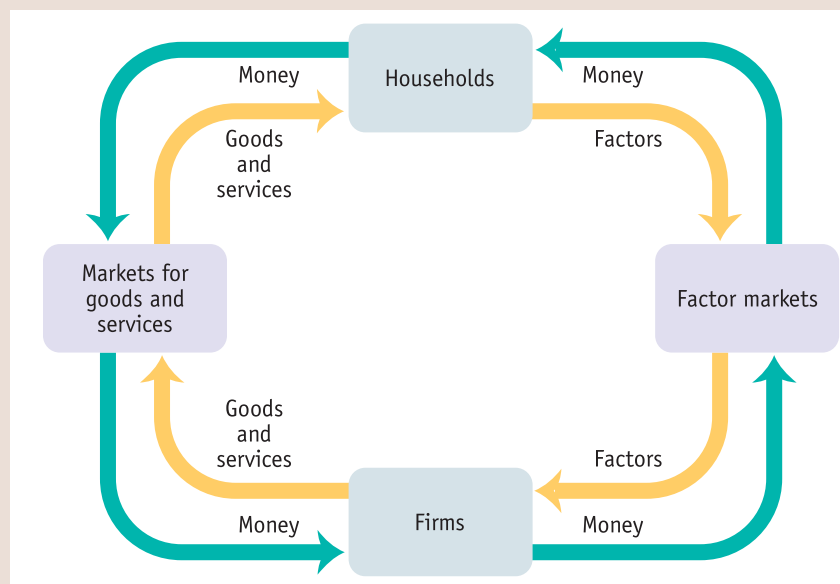 Households
Money
Money
Goods
and
services
Factors
Markets for
goods and
services
Factor markets
Goods
and
services
Factors
Firms
Money
Money